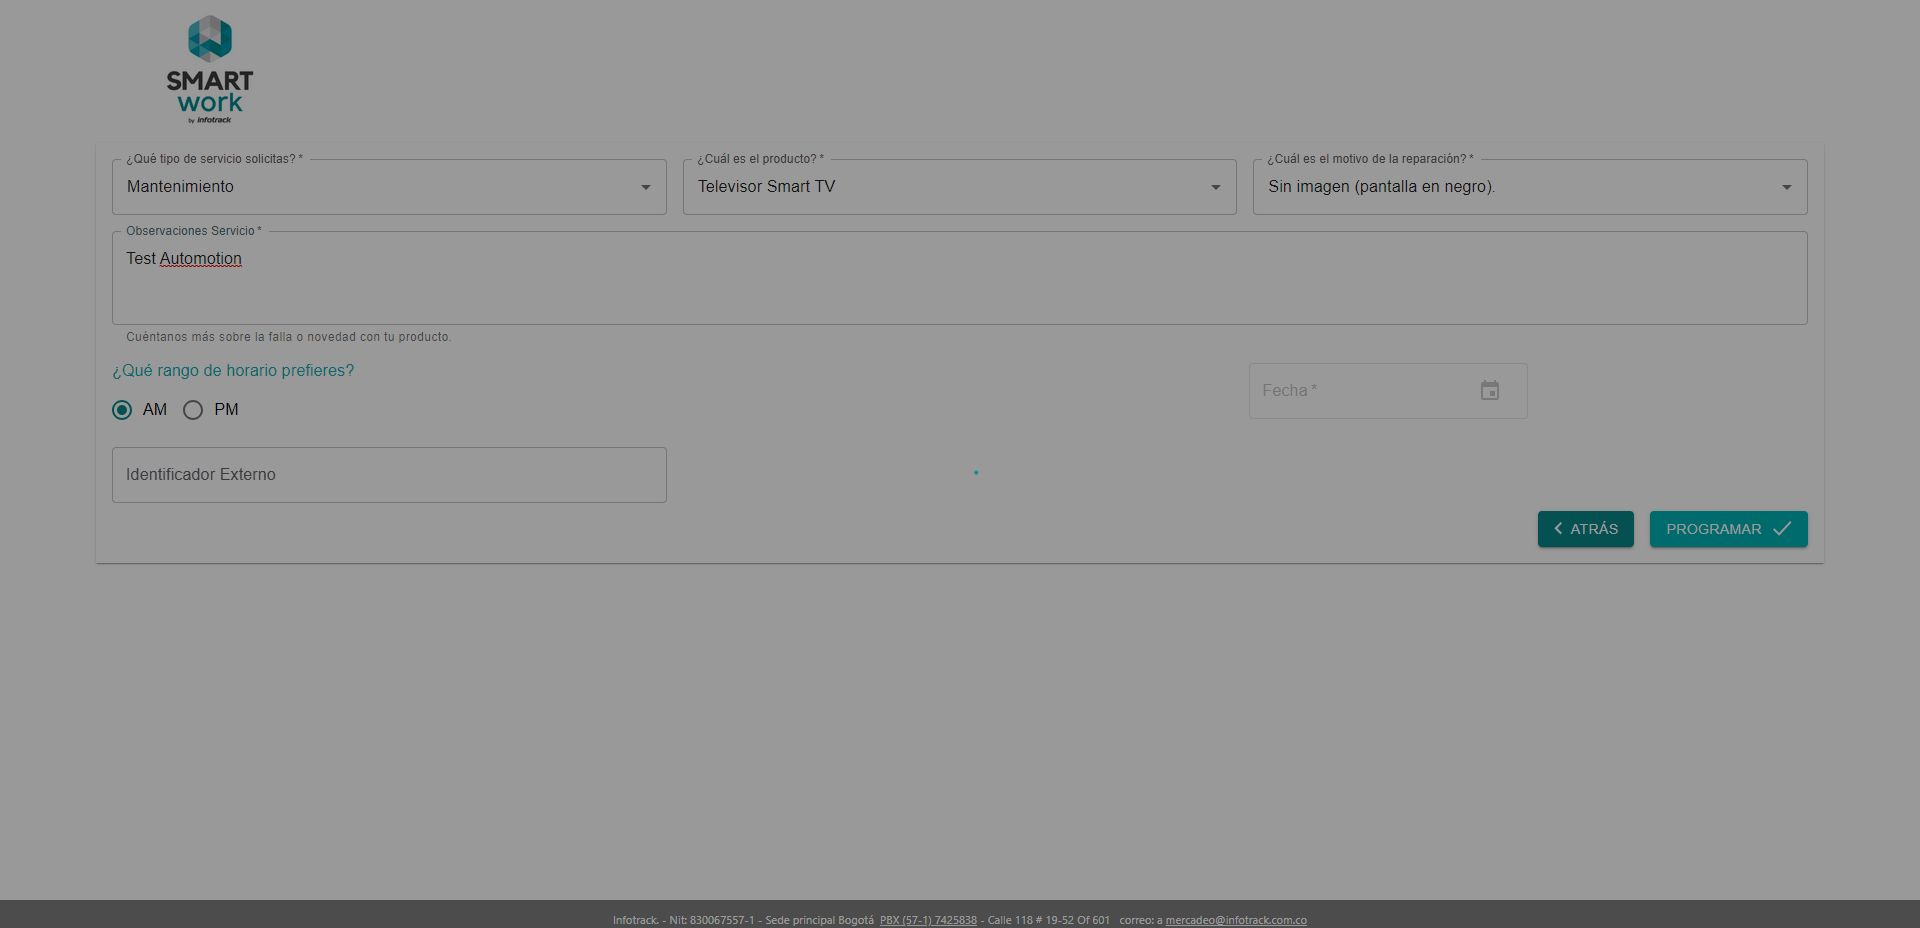 SMART
work
by infotrack
¿Qué tipo de servicio solicitas? *
Mantenimiento
¿Cuál es el producto? *
Televisor Smart TV
¿Cuál es el motivo de la reparación? *
Sin imagen (pantalla en negro).
Observaciones Servicio *
Test Automotion
Cuéntanos más sobre la falla o novedad con tu producto.
¿Qué rango de horario prefieres?
AM PM
Fecha *
Identificador Externo
ATRÁS
PROGRAMAR
Infotrack. - Nit: 830067557-1 - Sede principal Bogotá PBX (57-1) 7425838 - Calle 118 # 19-52 Of 601 correo: a mercadeo@infotrack.com.co